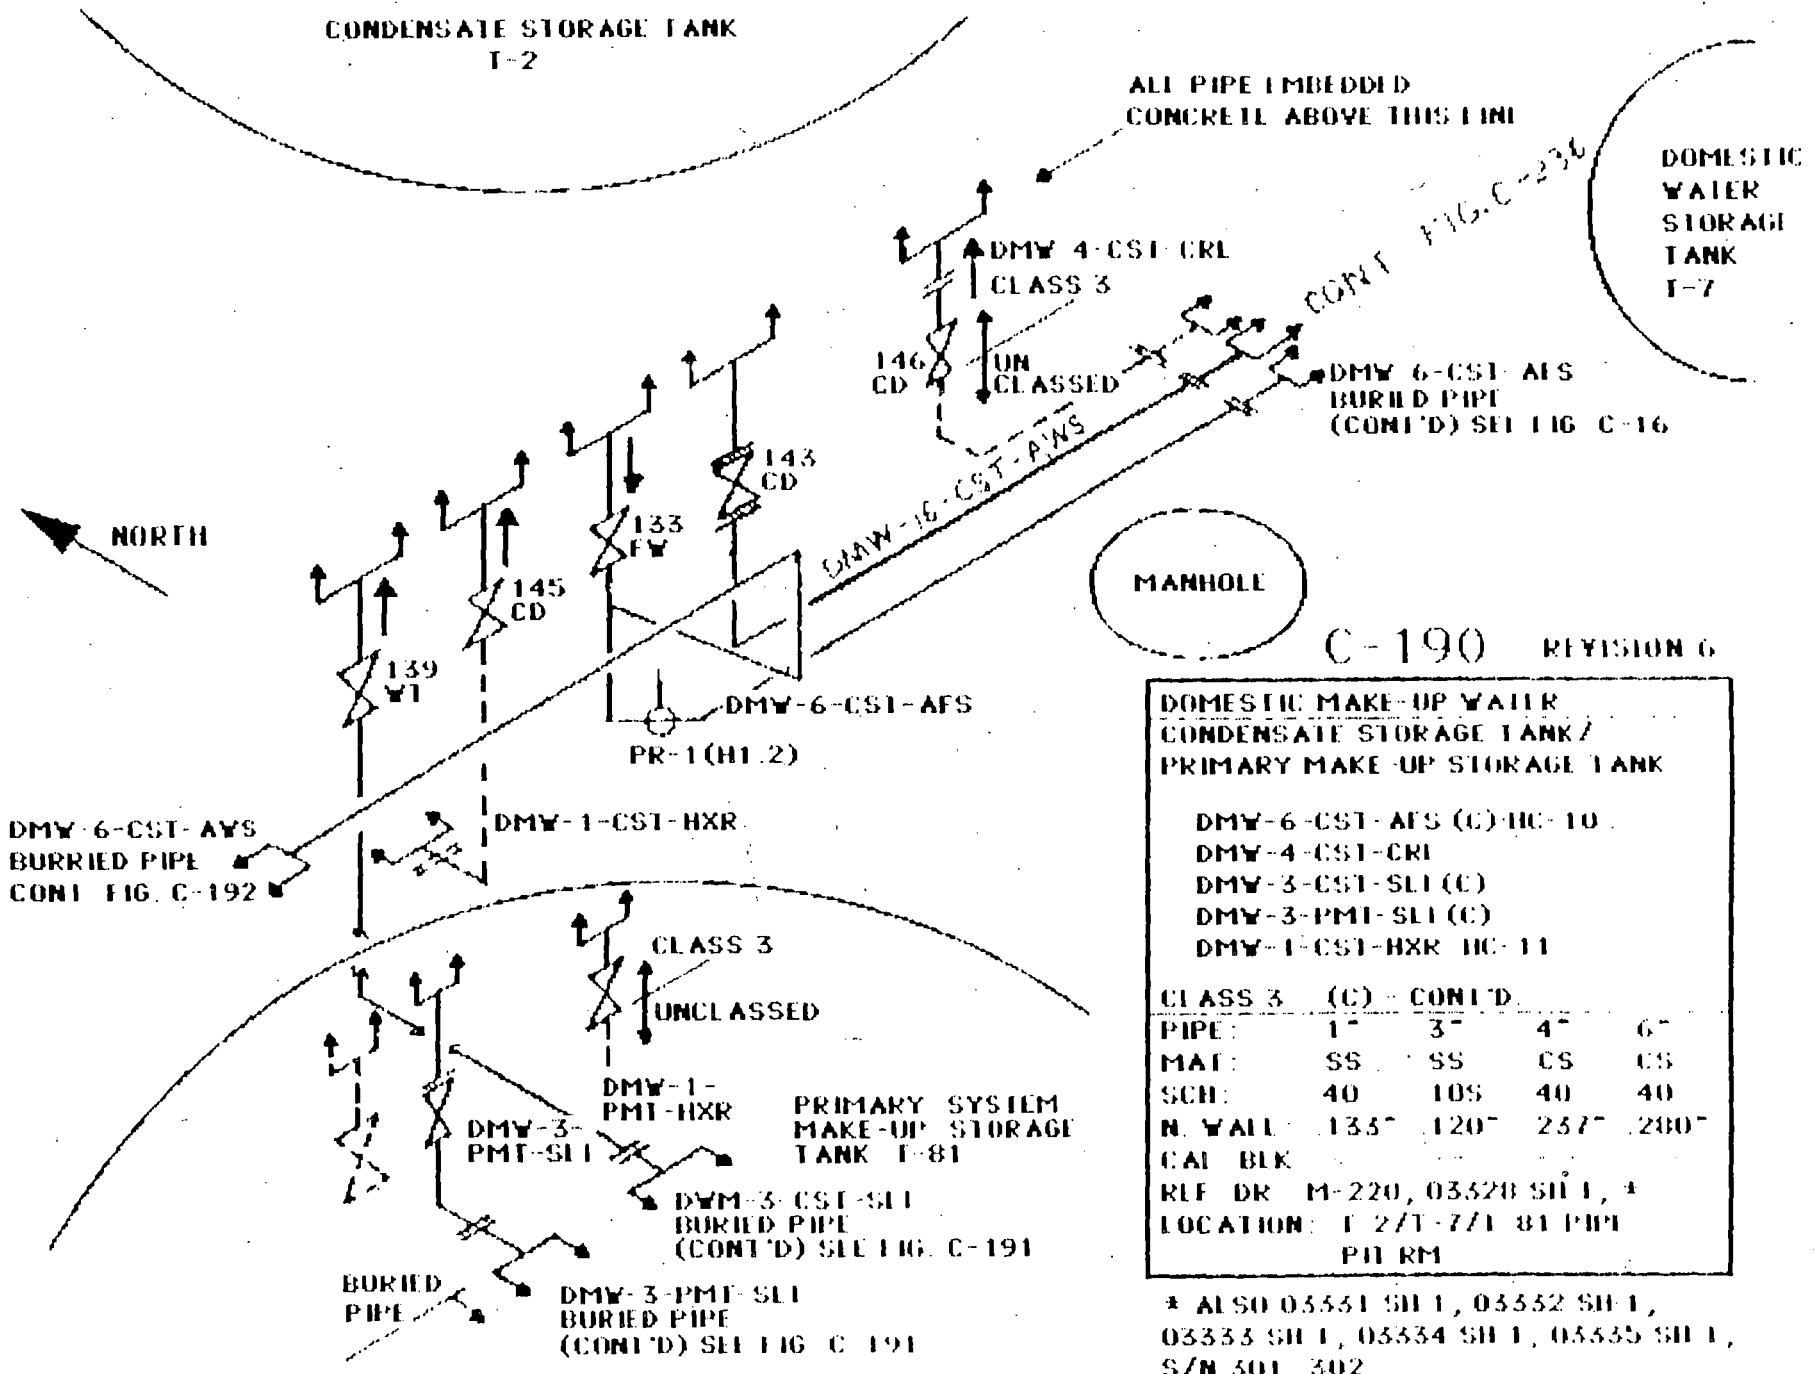 CONDENSATE STORAGE TANK
T-2
ALL PIPE EMBEDDED
CONCRETE ABOVE THIS LINE
DOMESTIC
WATER
STORAGE
TANK
T-7
CONT FIG. C-236
DMW 4-CST-CRL
CLASS 3
146
CD
UN
CLASSED
DMW 6-CST-AFS
BURIED PIPE
(CONT'D) SEE FIG C-16
143
CD
133
FW
DMW-16-CST-AWS
NORTH
145
CD
MANHOLE
139
WT
DMW-6-CST-AFS
PR-1(H1.2)
DMW-6-CST-AWS
BURRIED PIPE
CONT FIG. C-192
DMW-1-CST-HXR
CLASS 3
UNCLASSED
DMW-1-
PMT-HXR
DMW-3-
PMT-SLI
PRIMARY SYSTEM
MAKE-UP STORAGE
TANK T-81
DWM-3-CST-SLI
BURIED PIPE
(CONT'D) SEE FIG. C-191
BURIED
PIPE
DMW-3-PMT-SLI
BURIED PIPE
(CONT'D) SEE FIG C-191
C-190 REVISION 6
DOMESTIC MAKE-UP WATER
CONDENSATE STORAGE TANK/
PRIMARY MAKE-UP STORAGE TANK
DMW-6-CST-AFS (C) HC-10
DMW-4-CST-CRL
DMW-3-CST-SLI (C)
DMW-3-PMT-SLI (C)
DMW-1-CST-HXR HC-11
CLASS 3 (C) - CONT'D.
PIPE: 1" 3" 4" 6"
MAT: SS SS CS CS
SCH: 40 10S 40 40
N. WALL: .133" .120" .237" .280"
CAL BLK
REF DR M-220, 03328 SH 1, *
LOCATION: T-2/T-7/T-81 PIPE
PIT RM
* ALSO 03331 SH 1, 03332 SH 1,
03333 SH 1, 03334 SH 1, 03335 SH 1,
S/N 301 302